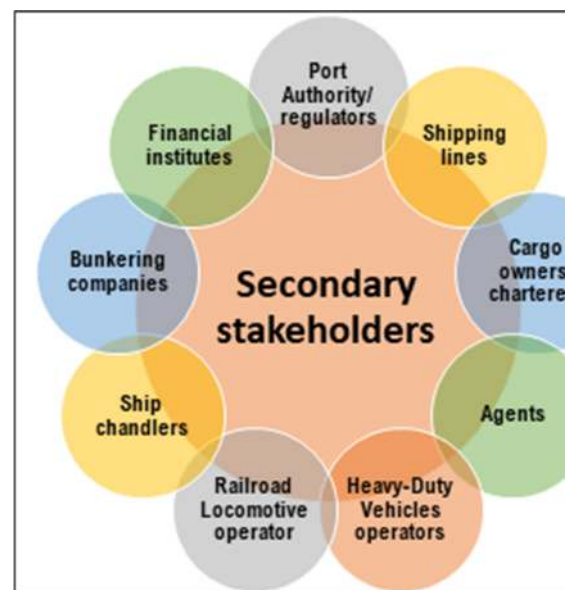 Port
Authority/
regulators
Shipping
lines
Cargo
owners
Agents
Heavy-Duty
Vehicles
operators
Railroad
Locomotive
operator
Ship
chandlers
Bunkering
companies
Financial
institutes
Secondary
stakeholders